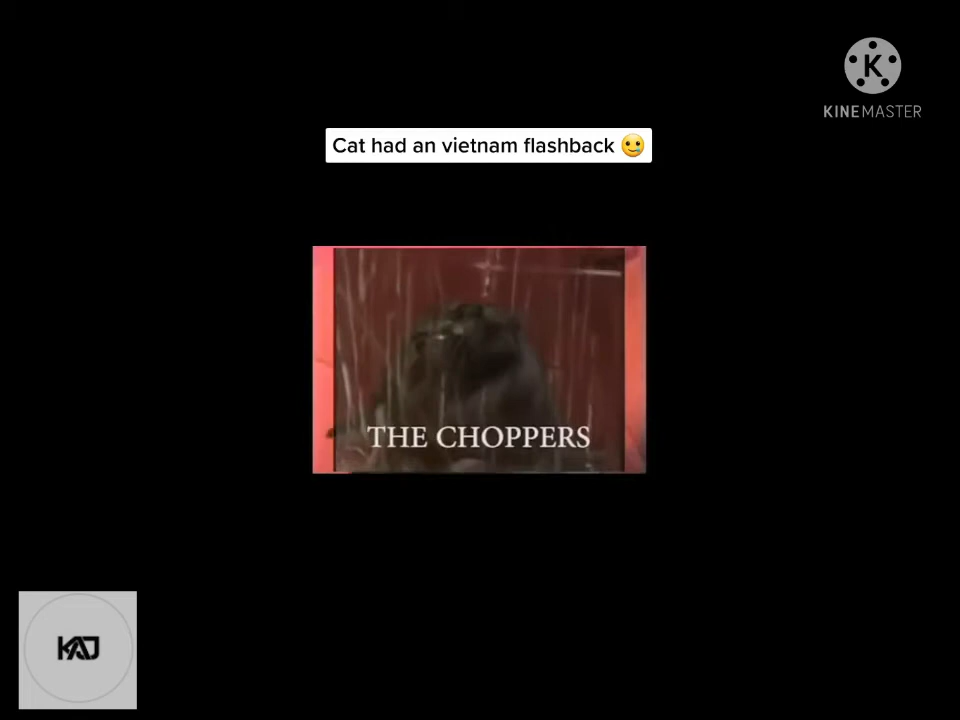 K
KINEMASTER
Cat had an vietnam flashback 🥲
THE CHOPPERS
KAJ